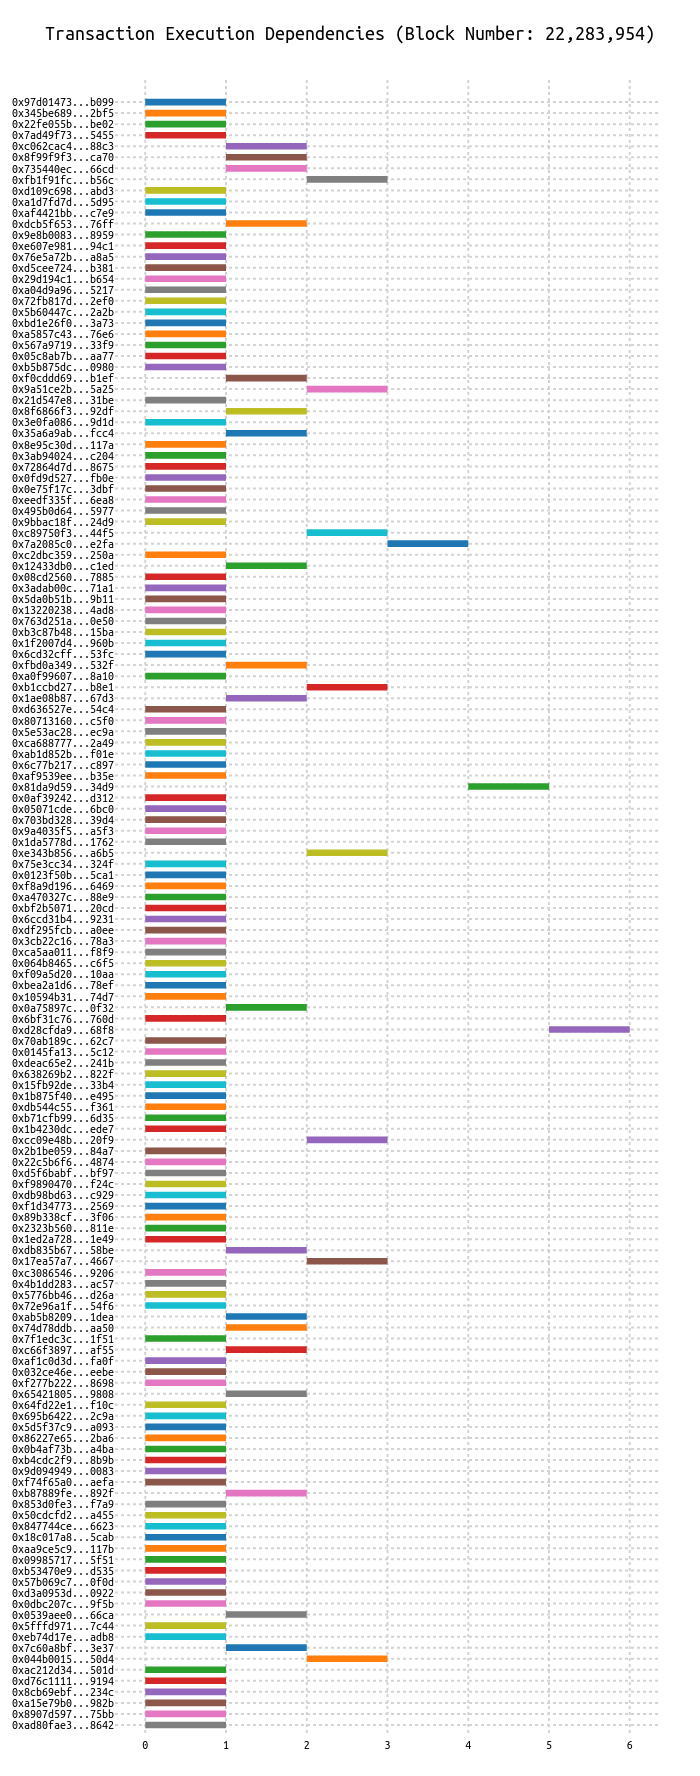 Transaction Execution Dependencies (Block Number: 22,283,954)
0x97d01473...b099
0x345be689...2bf5
0x22fe055b...be02
0x7ad49f73...5455
0xc062cac4...88c3
0x8f99f9f3...ca70
0x735440ec...66cd
0xfb1f91fc...b56c
0xd109c698...abd3
0xa1d7fd7d...5d95
0xaf4421bb...c7e9
0xdcb5f653...76ff
0x9e8b0083...8959
0xe607e981...94c1
0x76e5a72b...a8a5
0xd5cee724...b381
0x29d194c1...b654
0xa04d9a96...5217
0x72fb817d...2ef0
0x5b60447c...2a2b
0xbd1e26f0...3a73
0xa5857c43...76e6
0x567a9719...33f9
0x05c8ab7b...aa77
0xb5b875dc...0980
0xf0cddd69...b1ef
0x9a51ce2b...5a25
0x21d547e8...31be
0x8f6866f3...92df
0x3e0fa086...9d1d
0x35a6a9ab...fcc4
0x8e95c30d...117a
0x3ab94024...c204
0x72864d7d...8675
0x0fd9d527...fb0e
0x0e75f17c...3dbf
0xeedf335f...6ea8
0x495b0d64...5977
0x9bbac18f...24d9
0xc89750f3...44f5
0x7a2085c0...e2fa
0xc2dbc359...250a
0x12433db0...c1ed
0x08cd2560...7885
0x3adab00c...71a1
0x5da0b51b...9b11
0x13220238...4ad8
0x763d251a...0e50
0xb3c87b48...15ba
0x1f2007d4...960b
0x6cd32cff...53fc
0xfbd0a349...532f
0xa0f99607...8a10
0xb1ccbd27...b8e1
0x1ae08b87...67d3
0xd636527e...54c4
0x80713160...c5f0
0x5e53ac28...ec9a
0xca688777...2a49
0xab1d852b...f01e
0x6c77b217...c897
0xaf9539ee...b35e
0x81da9d59...34d9
0x0af39242...d312
0x05071cde...6bc0
0x703bd328...39d4
0x9a4035f5...a5f3
0x1da5778d...1762
0xe343b856...a6b5
0x75e3cc34...324f
0x0123f50b...5ca1
0xf8a9d196...6469
0xa470327c...88e9
0xbf2b5071...20cd
0x6ccd31b4...9231
0xdf295fcb...a0ee
0x3cb22c16...78a3
0xca5aa011...f8f9
0x064b8465...c6f5
0xf09a5d20...10aa
0xbea2a1d6...78ef
0x10594b31...74d7
0x0a75897c...0f32
0x6bf31c76...760d
0xd28cfda9...68f8
0x70ab189c...62c7
0x0145fa13...5c12
0xdeac65e2...241b
0x638269b2...822f
0x15fb92de...33b4
0x1b875f40...e495
0xdb544c55...f361
0xb71cfb99...6d35
0x1b4230dc...ede7
0xcc09e48b...20f9
0x2b1be059...84a7
0x22c5b6f6...4874
0xd5f6babf...bf97
0xf9890470...f24c
0xdb98bd63...c929
0xf1d34773...2569
0x89b338cf...3f06
0x2323b560...811e
0x1ed2a728...1e49
0xdb835b67...58be
0x17ea57a7...4667
0xc3086546...9206
0x4b1dd283...ac57
0x5776bb46...d26a
0x72e96a1f...54f6
0xab5b8209...1dea
0x74d78ddb...aa50
0x7f1edc3c...1f51
0xc66f3897...af55
0xaf1c0d3d...fa0f
0x032ce46e...eebe
0xf277b222...8698
0x65421805...9808
0x64fd22e1...f10c
0x695b6422...2c9a
0x5d5f37c9...a093
0x86227e65...2ba6
0x0b4af73b...a4ba
0xb4cdc2f9...8b9b
0x9d094949...0083
0xf74f65a0...aefa
0xb87889fe...892f
0x853d0fe3...f7a9
0x50cdcfd2...a455
0x847744ce...6623
0x18c017a8...5cab
0xaa9ce5c9...117b
0x09985717...5f51
0xb53470e9...d535
0x57b069c7...0f0d
0xd3a0953d...0922
0x0dbc207c...9f5b
0x0539aee0...66ca
0x5fffd971...7c44
0xeb74d17e...adb8
0x7c60a8bf...3e37
0x044b0015...50d4
0xac212d34...501d
0xd76c1111...9194
0x8cb69ebf...234c
0xa15e79b0...982b
0x8907d597...75bb
0xad80fae3...8642
0 1 2 3 4 5 6